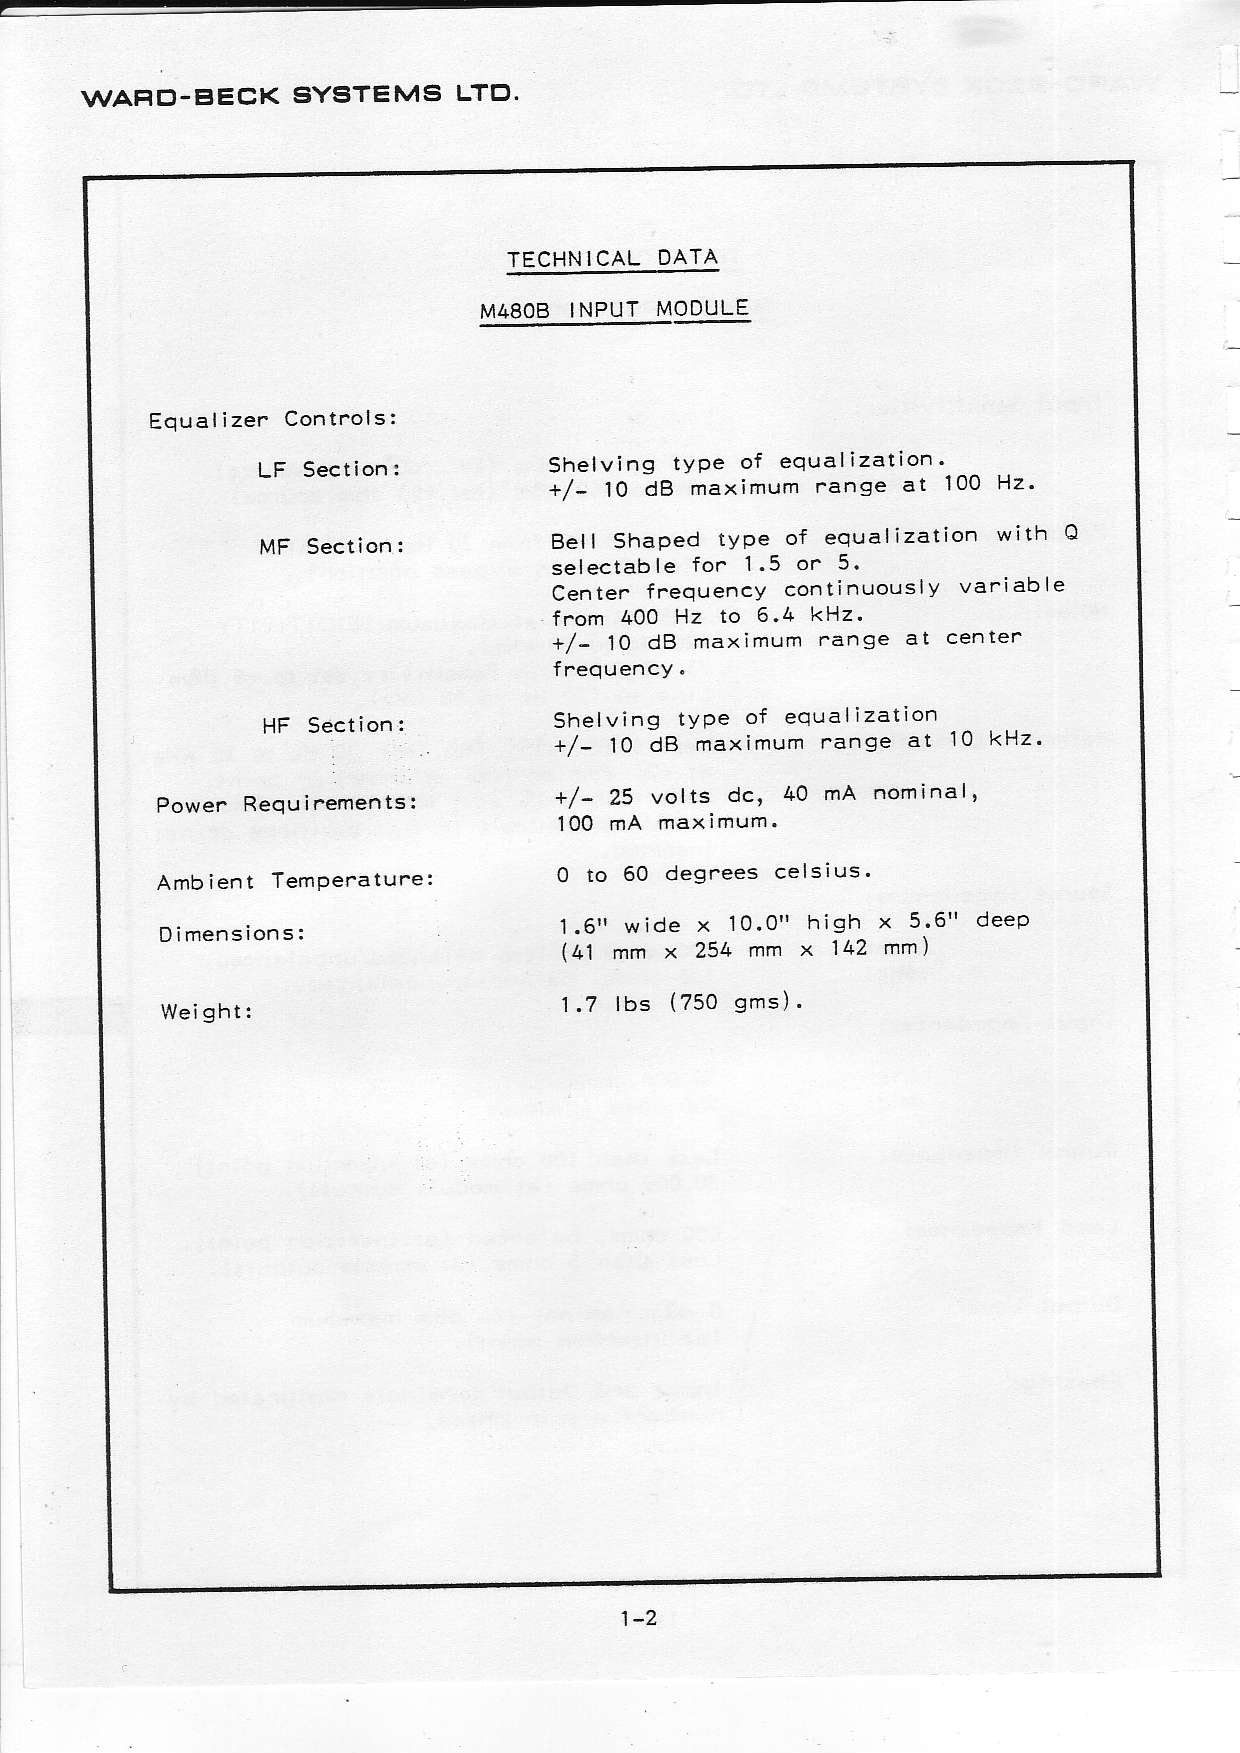 WARD-BECK SYSTEMS LTD.
TECHNICAL DATA
M480B INPUT MODULE
Equalizer Controls:
LF Section: Shelving type of equalization.
+/- 10 dB maximum range at 100 Hz.
MF Section: Bell Shaped type of equalization with Q
selectable for 1.5 or 5.
Center frequency continuously variable
from 400 Hz to 6.4 kHz.
+/- 10 dB maximum range at center
frequency.
HF Section: Shelving type of equalization
+/- 10 dB maximum range at 10 kHz.
Power Requirements: +/- 25 volts dc, 40 mA nominal,
100 mA maximum.
Ambient Temperature: 0 to 60 degrees celsius.
Dimensions: 1.6" wide x 10.0" high x 5.6" deep
(41 mm x 254 mm x 142 mm)
Weight: 1.7 lbs (750 gms).
1-2